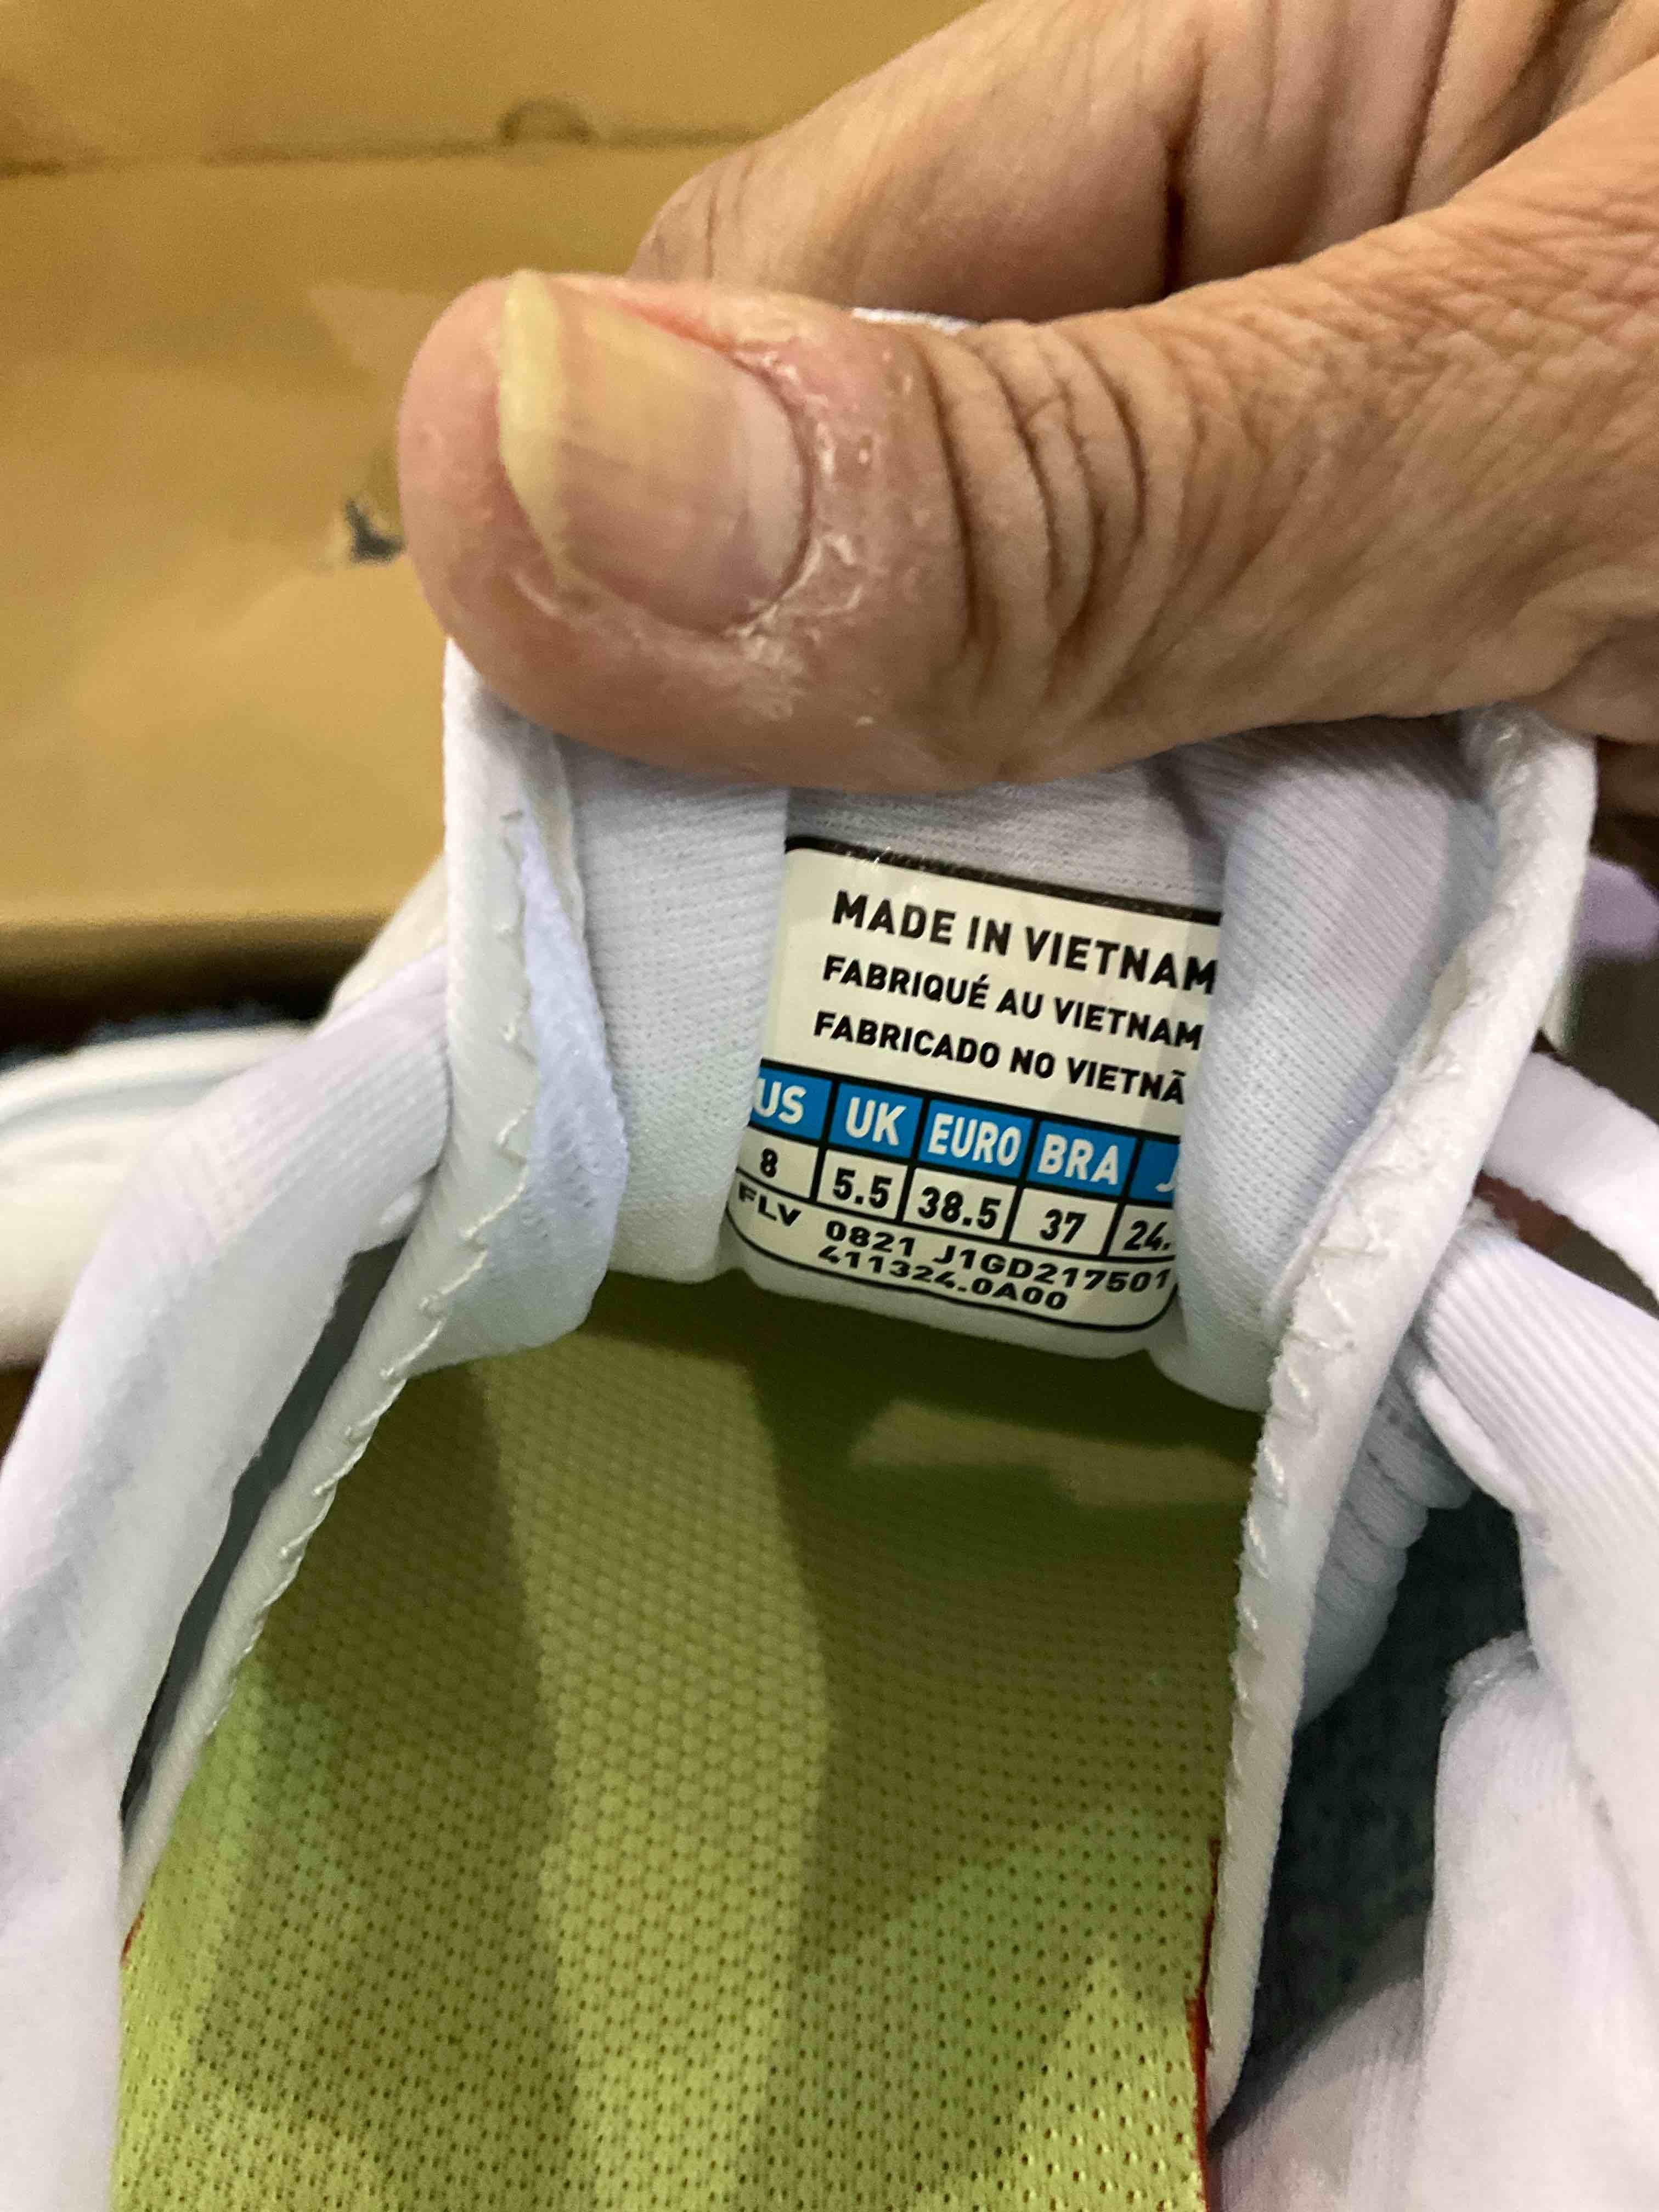 MADE IN VIETNAM
FABRIQUÉ AU VIETNAM
FABRICADO NO VIETNÃ
US UK EURO BRA
8 5.5 38.5 37 24.
FLV 0821 J1GD217501
411324.0A00